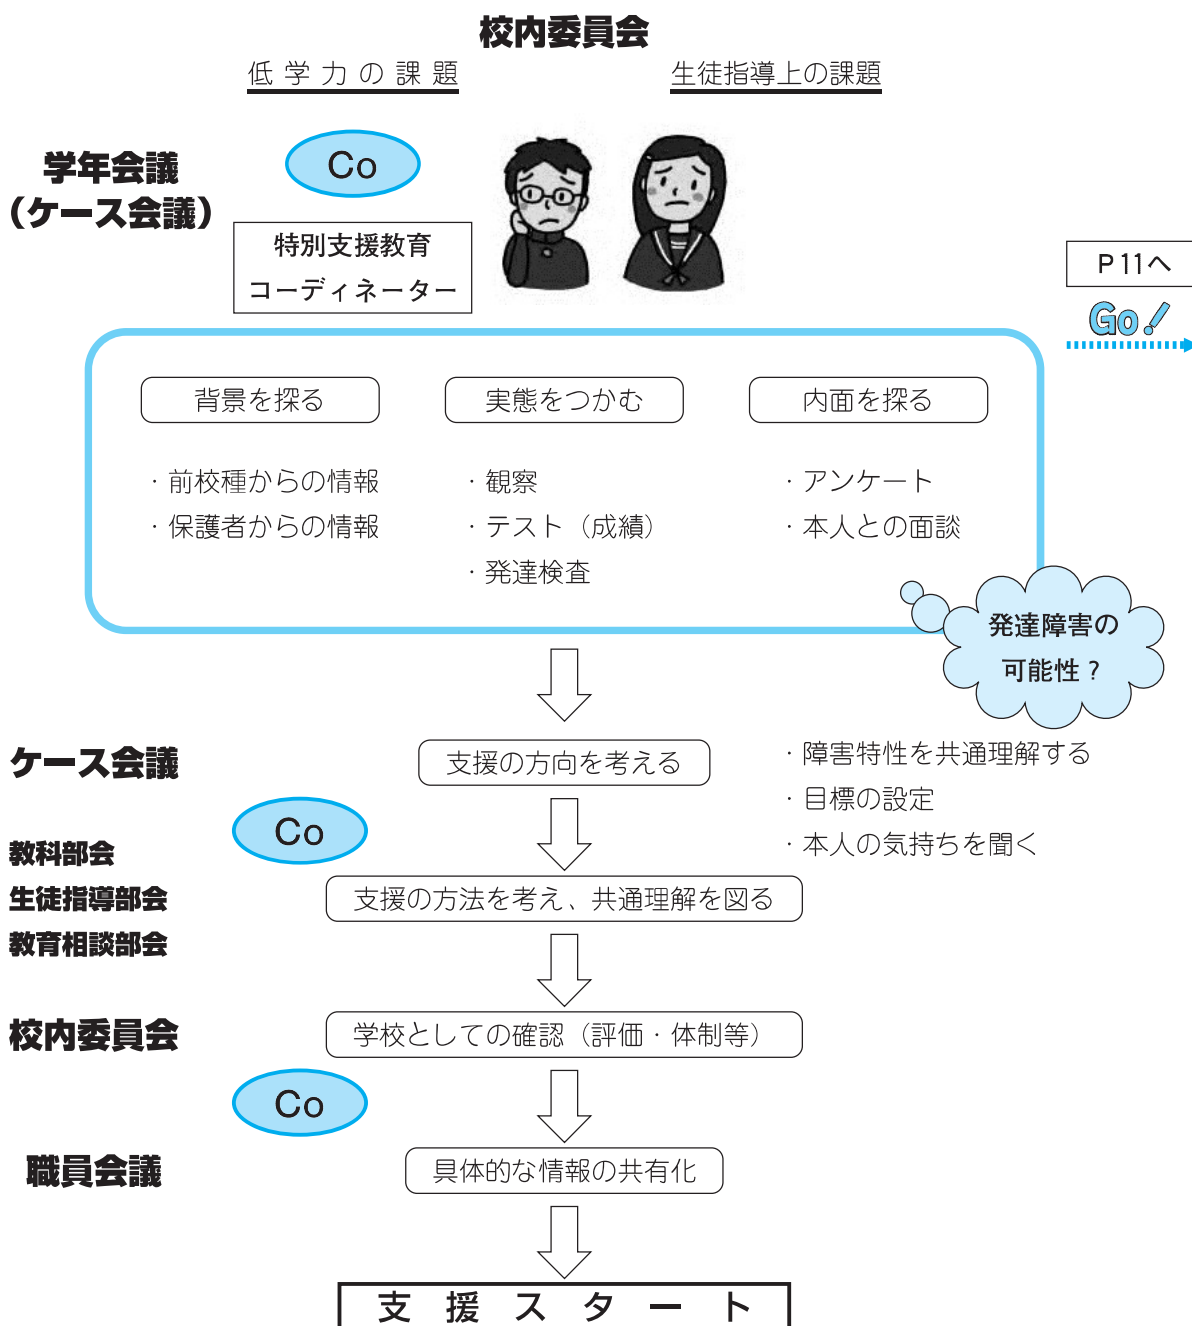 校内委員会
低学力の課題
生徒指導上の課題
学年会議
（ケース会議）
Co
特別支援教育
コーディネーター
P11へ
Go!
背景を探る
・前校種からの情報
・保護者からの情報
実態をつかむ
・観察
・テスト（成績）
・発達検査
内面を探る
・アンケート
・本人との面談
発達障害の
可能性？
ケース会議
支援の方向を考える
・障害特性を共通理解する
・目標の設定
・本人の気持ちを聞く
Co
教科部会
生徒指導部会
教育相談部会
支援の方法を考え、共通理解を図る
校内委員会
学校としての確認（評価・体制等）
Co
職員会議
具体的な情報の共有化
支援スタート